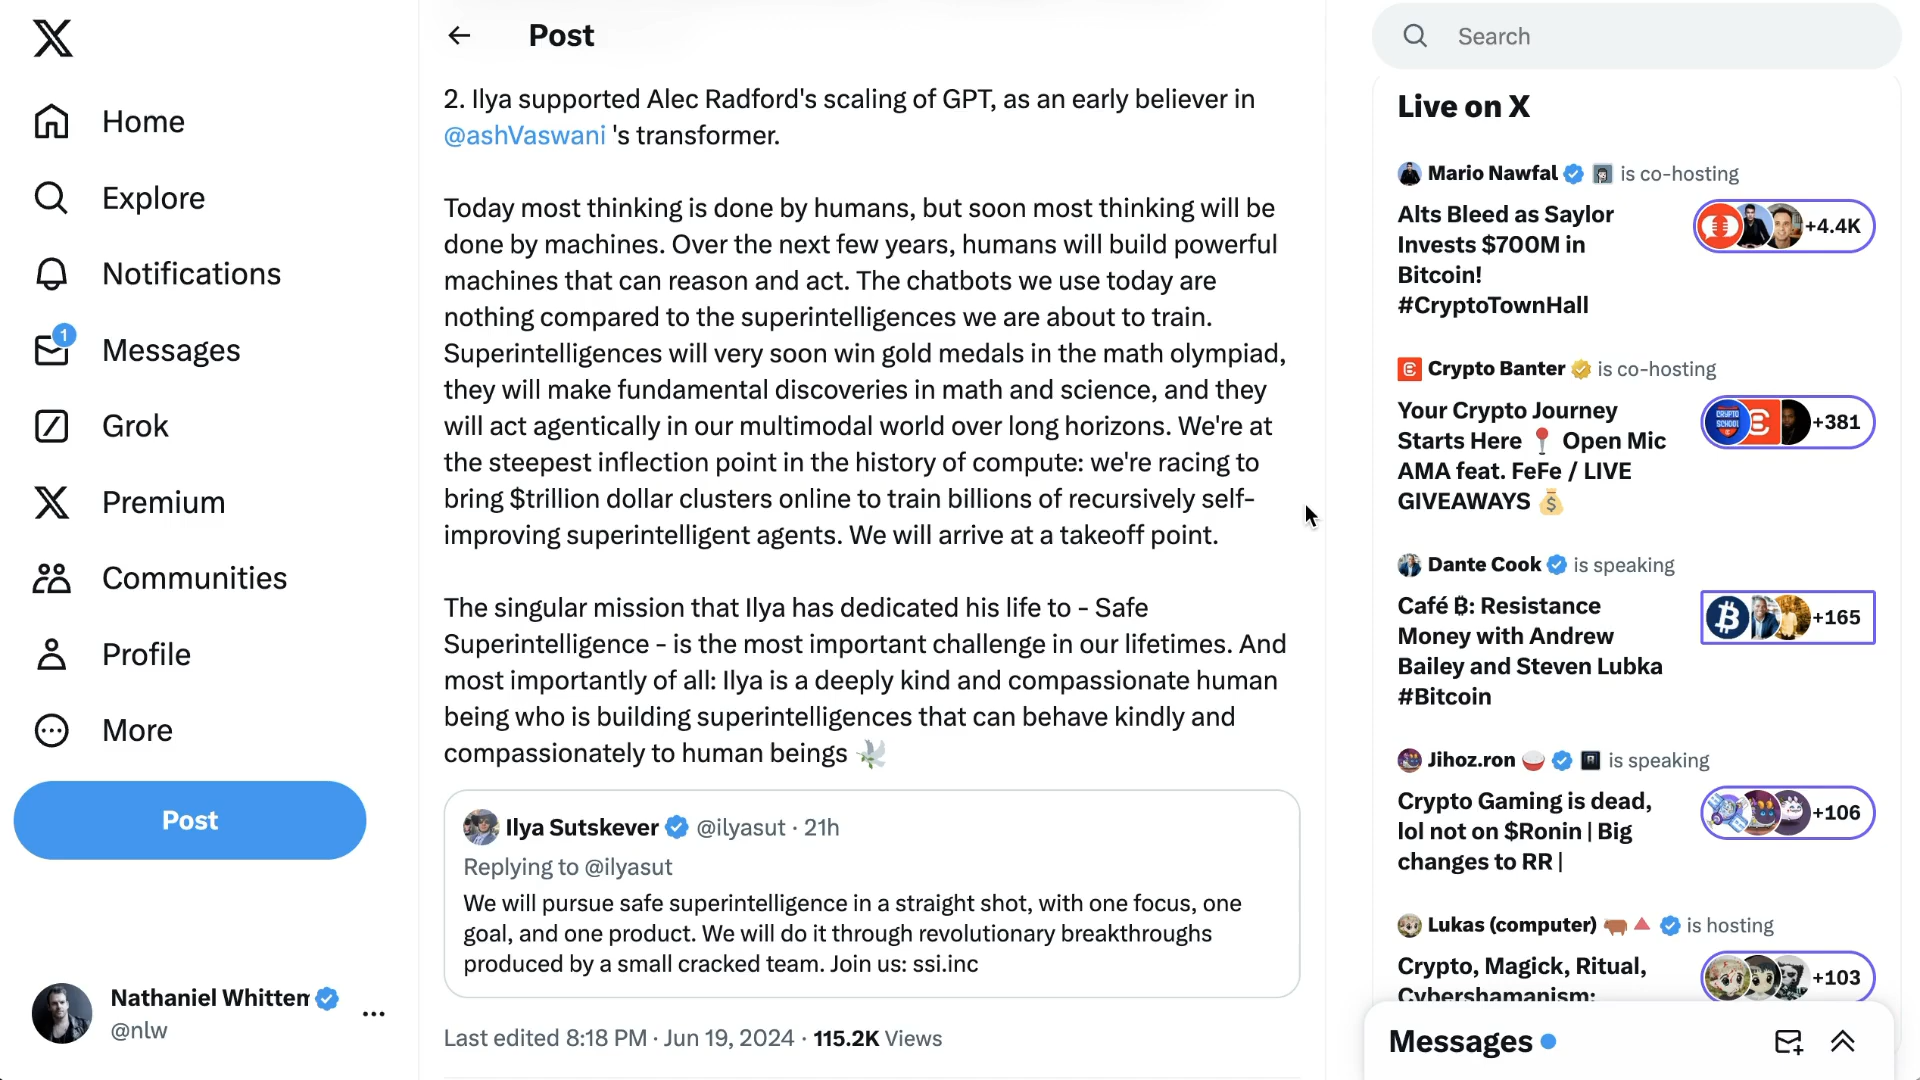 Home
Explore
Notifications
1
Messages
Grok
Premium
Communities
Profile
More
Post
Nathaniel Whittem
@nlw
Post
2. Ilya supported Alec Radford's scaling of GPT, as an early believer in
@ashVaswani 's transformer.
Today most thinking is done by humans, but soon most thinking will be
done by machines. Over the next few years, humans will build powerful
machines that can reason and act. The chatbots we use today are
nothing compared to the superintelligences we are about to train.
Superintelligences will very soon win gold medals in the math olympiad,
they will make fundamental discoveries in math and science, and they
will act agentically in our multimodal world over long horizons. We're at
the steepest inflection point in the history of compute: we're racing to
bring $trillion dollar clusters online to train billions of recursively self-
improving superintelligent agents. We will arrive at a takeoff point.
The singular mission that Ilya has dedicated his life to - Safe
Superintelligence - is the most important challenge in our lifetimes. And
most importantly of all: Ilya is a deeply kind and compassionate human
being who is building superintelligences that can behave kindly and
compassionately to human beings 🕊️
Ilya Sutskever @ilyasut · 21h
Replying to @ilyasut
We will pursue safe superintelligence in a straight shot, with one focus, one
goal, and one product. We will do it through revolutionary breakthroughs
produced by a small cracked team. Join us: ssi.inc
Last edited 8:18 PM · Jun 19, 2024 · 115.2K Views
Search
Live on X
Mario Nawfal is co-hosting
Alts Bleed as Saylor
Invests $700M in
Bitcoin!
#CryptoTownHall
+4.4K
Crypto Banter is co-hosting
Your Crypto Journey
Starts Here 📍 Open Mic
AMA feat. FeFe / LIVE
GIVEAWAYS 💰
CRYPTO
SCHOOL
+381
Dante Cook is speaking
Café ₿: Resistance
Money with Andrew
Bailey and Steven Lubka
#Bitcoin
+165
Jihoz.ron is speaking
Crypto Gaming is dead,
lol not on $Ronin | Big
changes to RR |
+106
Lukas (computer) 🐂 🔺 is hosting
Crypto, Magick, Ritual,
Cybershamanism:
+103
Messages